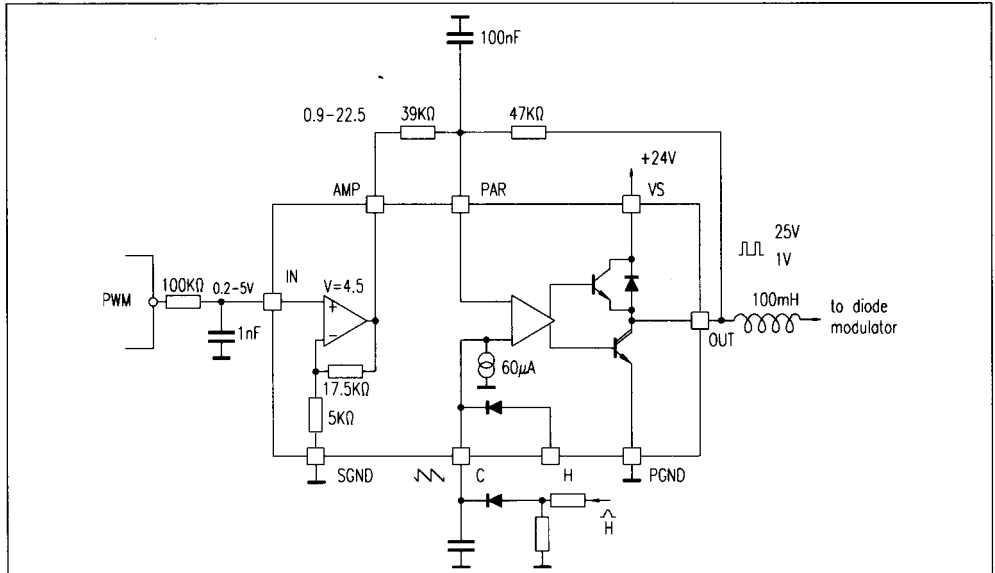 100nF
0.9-22.5
39KΩ
47KΩ
+24V
AMP
PAR
VS
25V
1V
PWM
100KΩ
0.2-5V
IN
V=4.5
+
−
100mH
to diode
modulator
OUT
1nF
17.5KΩ
60µA
5KΩ
SGND
C
H
PGND
H